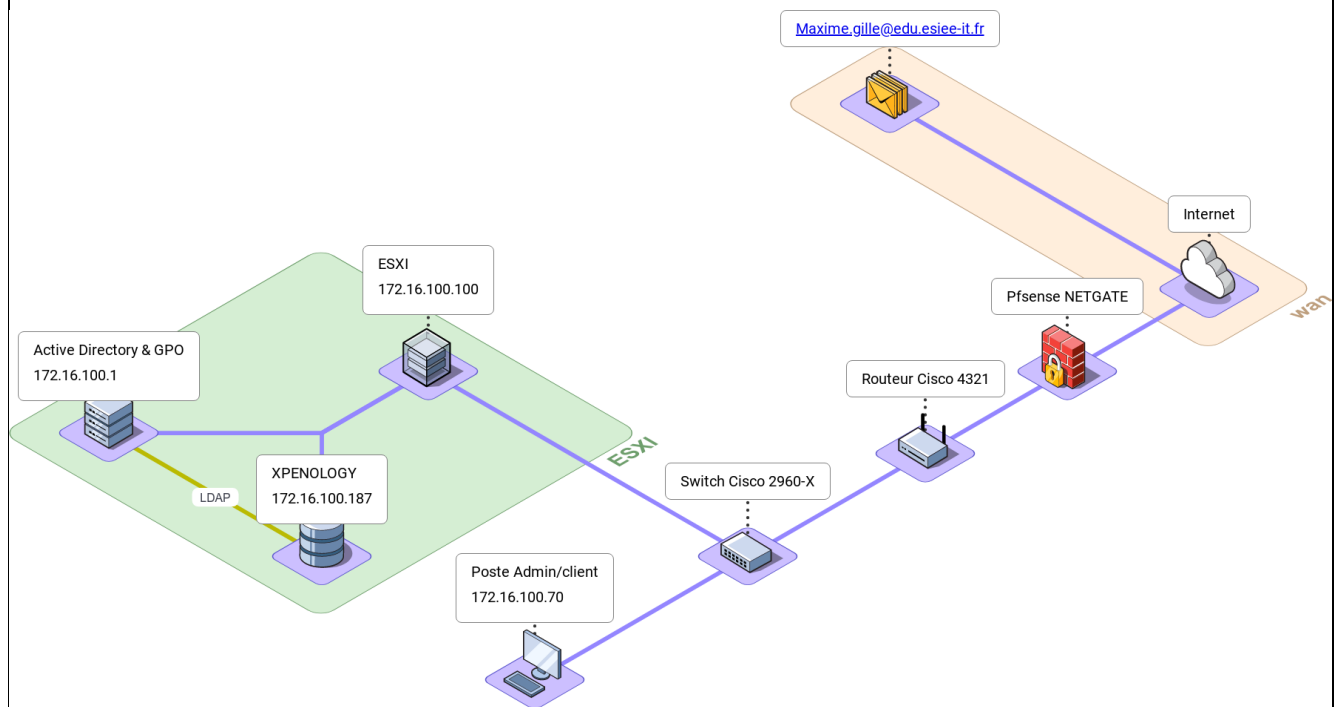 Maxime.gille@edu.esiee-it.fr
Internet
wan
Pfsense NETGATE
ESXI
172.16.100.100
Active Directory & GPO
172.16.100.1
Routeur Cisco 4321
ESXI
XPENOLOGY
172.16.100.187
LDAP
Switch Cisco 2960-X
Poste Admin/client
172.16.100.70